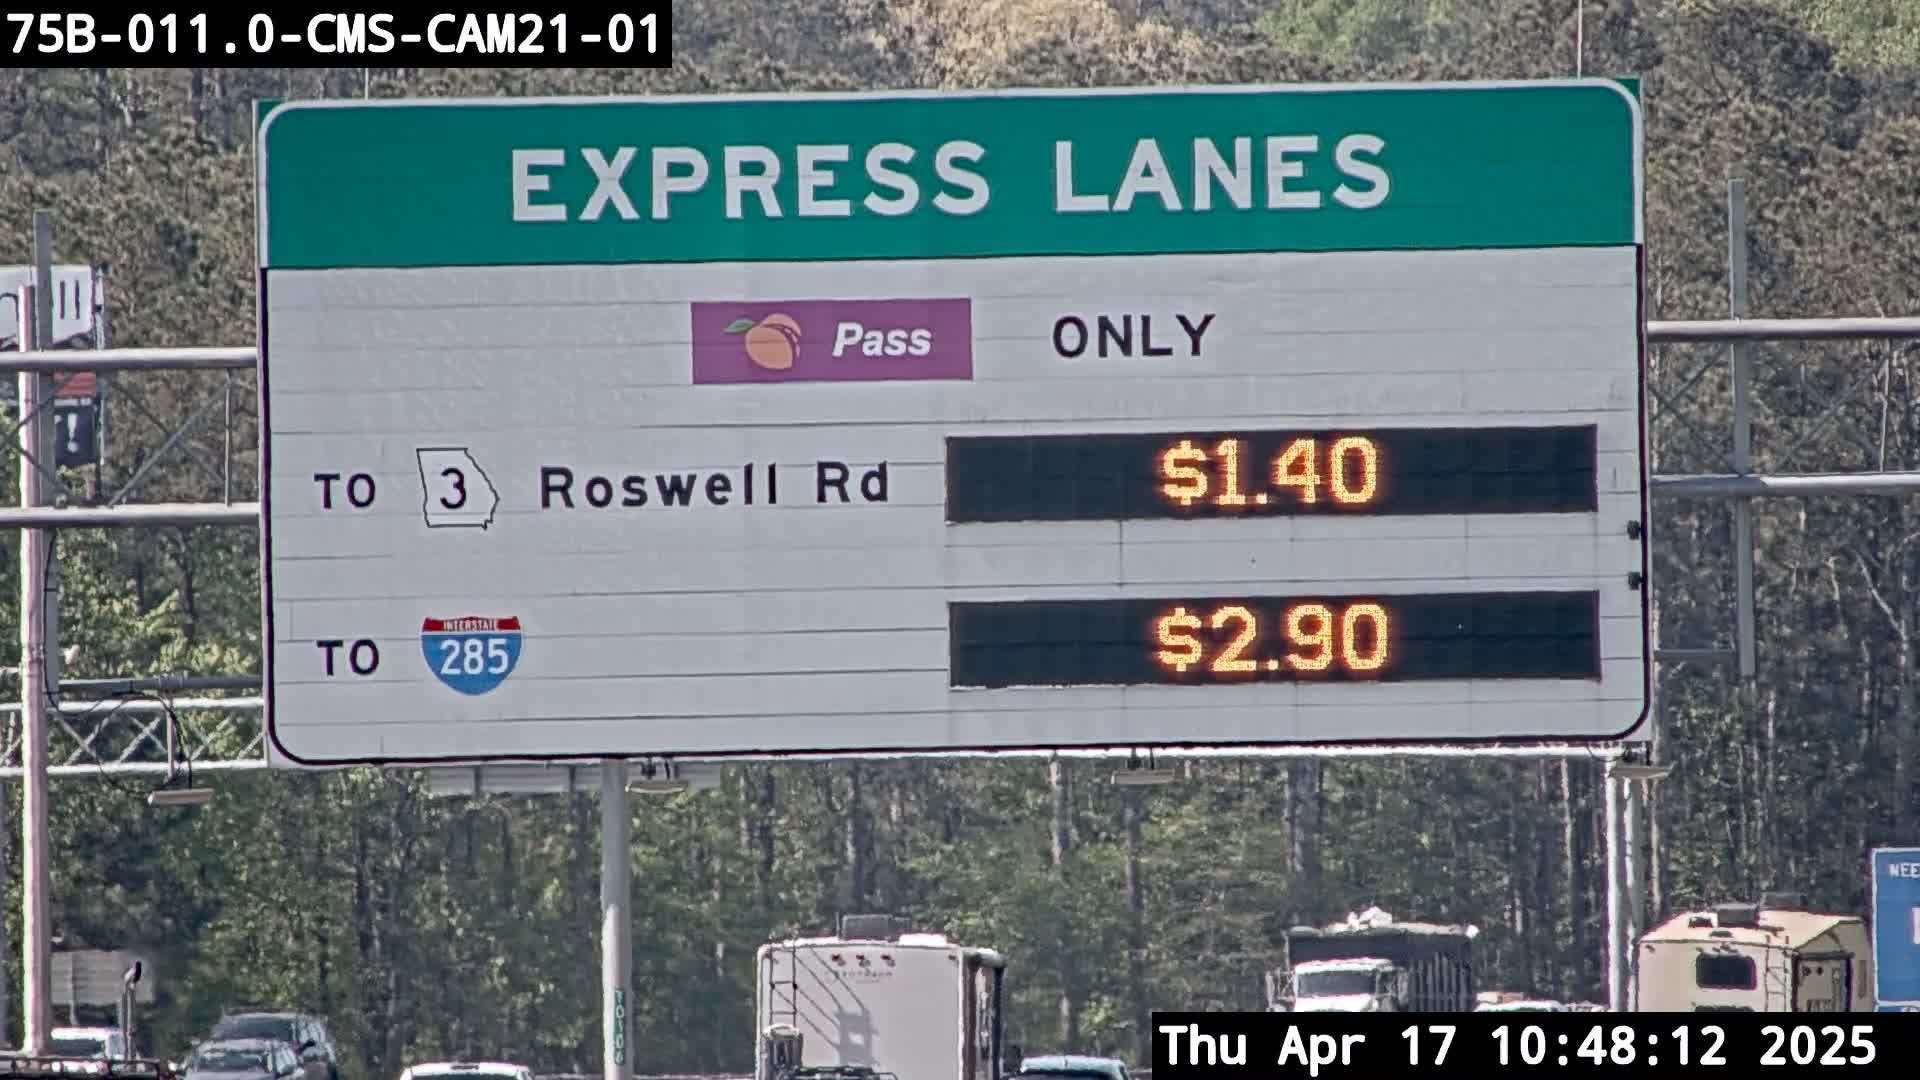 75B-011.0-CMS-CAM21-01
EXPRESS LANES
Pass ONLY
TO 3 Roswell Rd $1.40
TO INTERSTATE 285 $2.90
NEE
Thu Apr 17 10:48:12 2025